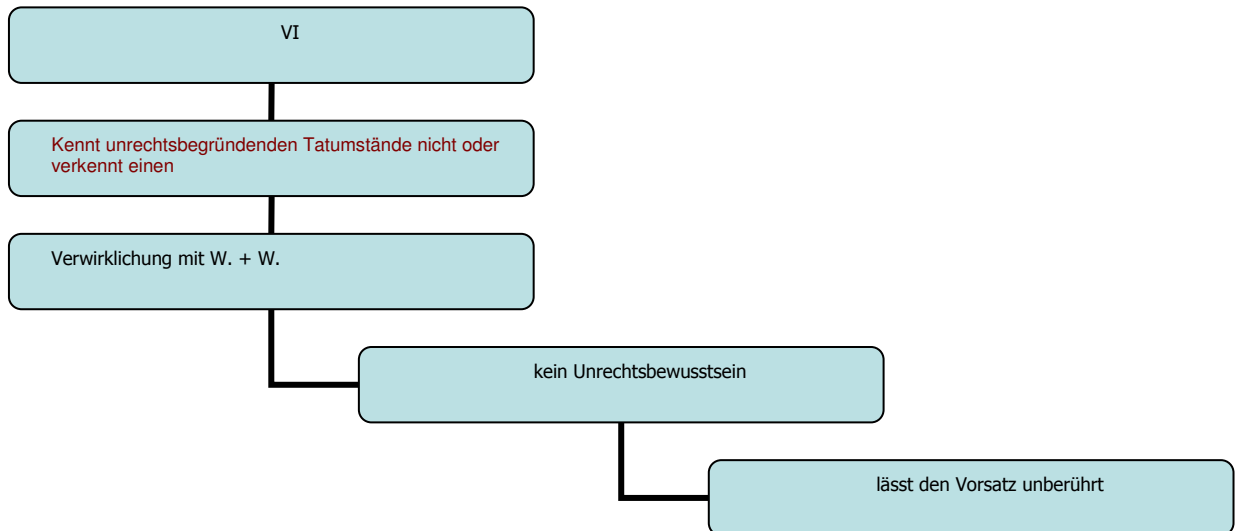 VI
Kennt unrechtsbegründenden Tatumstände nicht oder
verkennt einen
Verwirklichung mit W. + W.
kein Unrechtsbewusstsein
lässt den Vorsatz unberührt